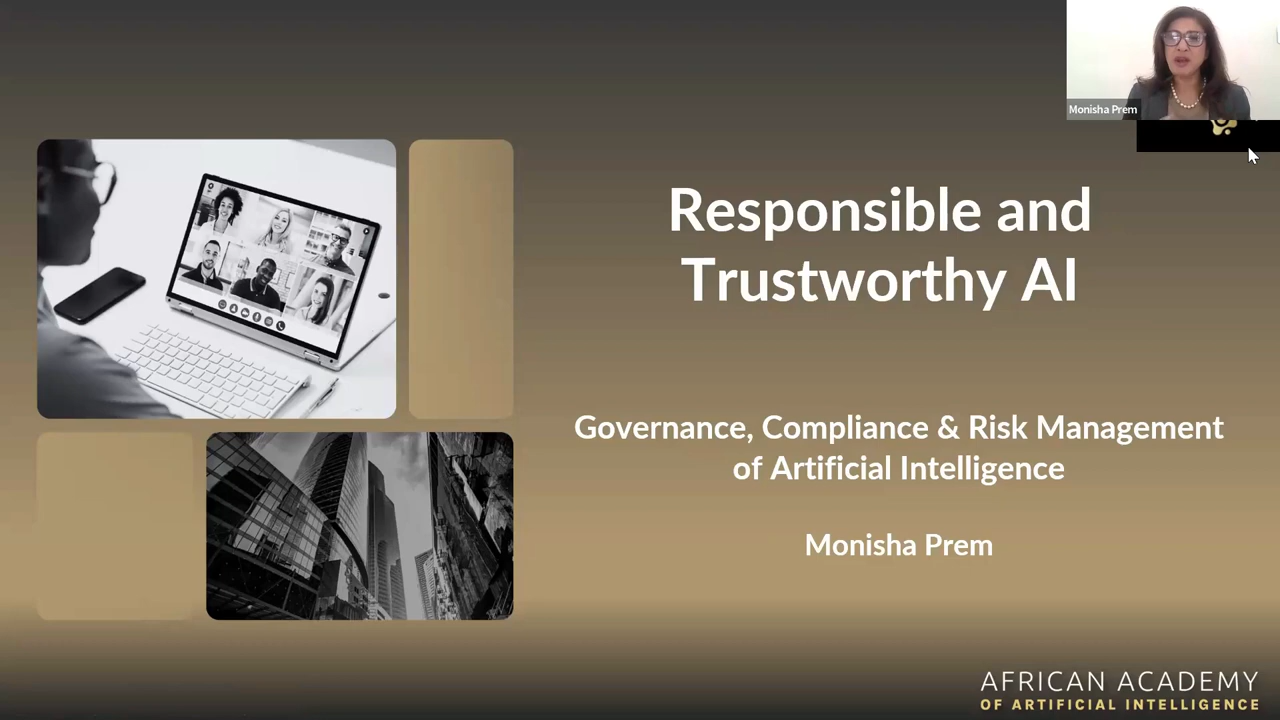 Monisha Prem
Responsible and
Trustworthy AI
Governance, Compliance & Risk Management
of Artificial Intelligence
Monisha Prem
AFRICAN ACADEMY
OF ARTIFICIAL INTELLIGENCE